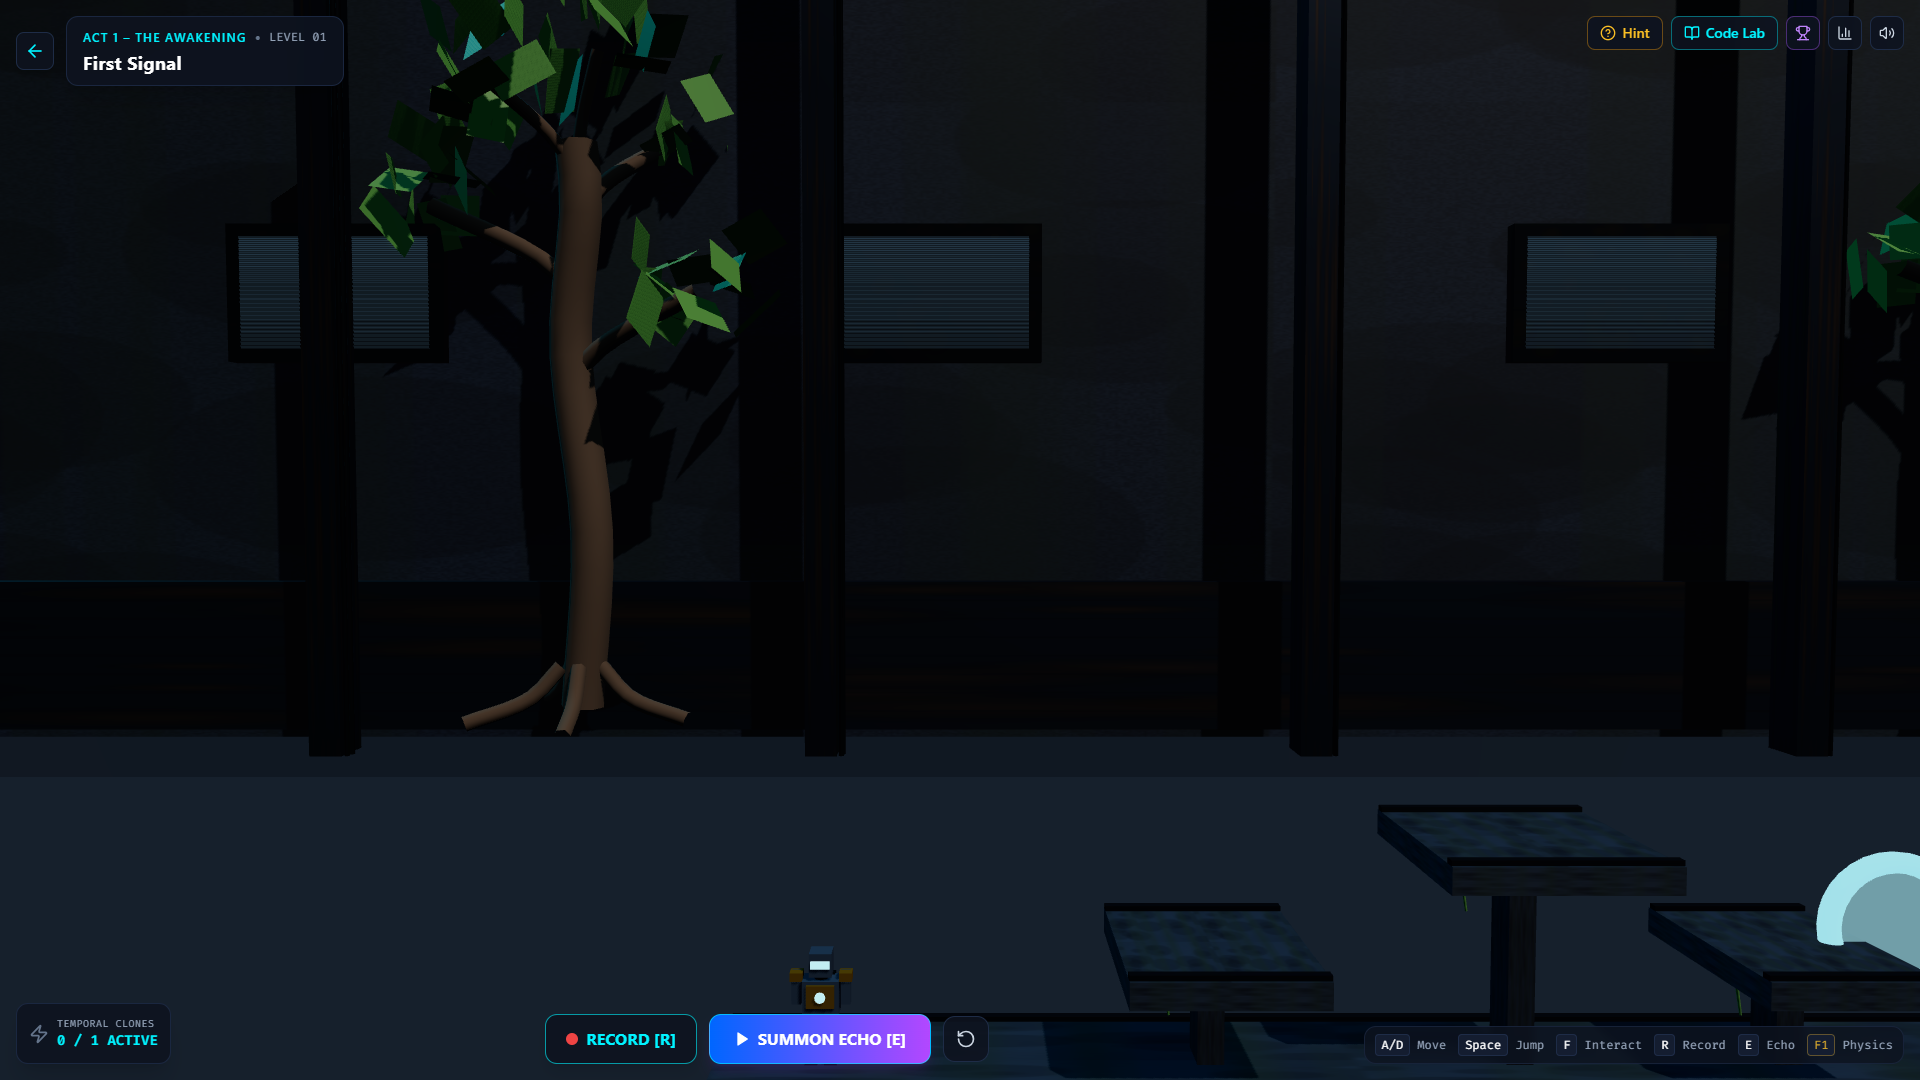 ACT 1 – THE AWAKENING • LEVEL 01
First Signal
Hint
Code Lab
TEMPORAL CLONES
0 / 1 ACTIVE
RECORD [R]
SUMMON ECHO [E]
A/D Move Space Jump F Interact R Record E Echo F1 Physics